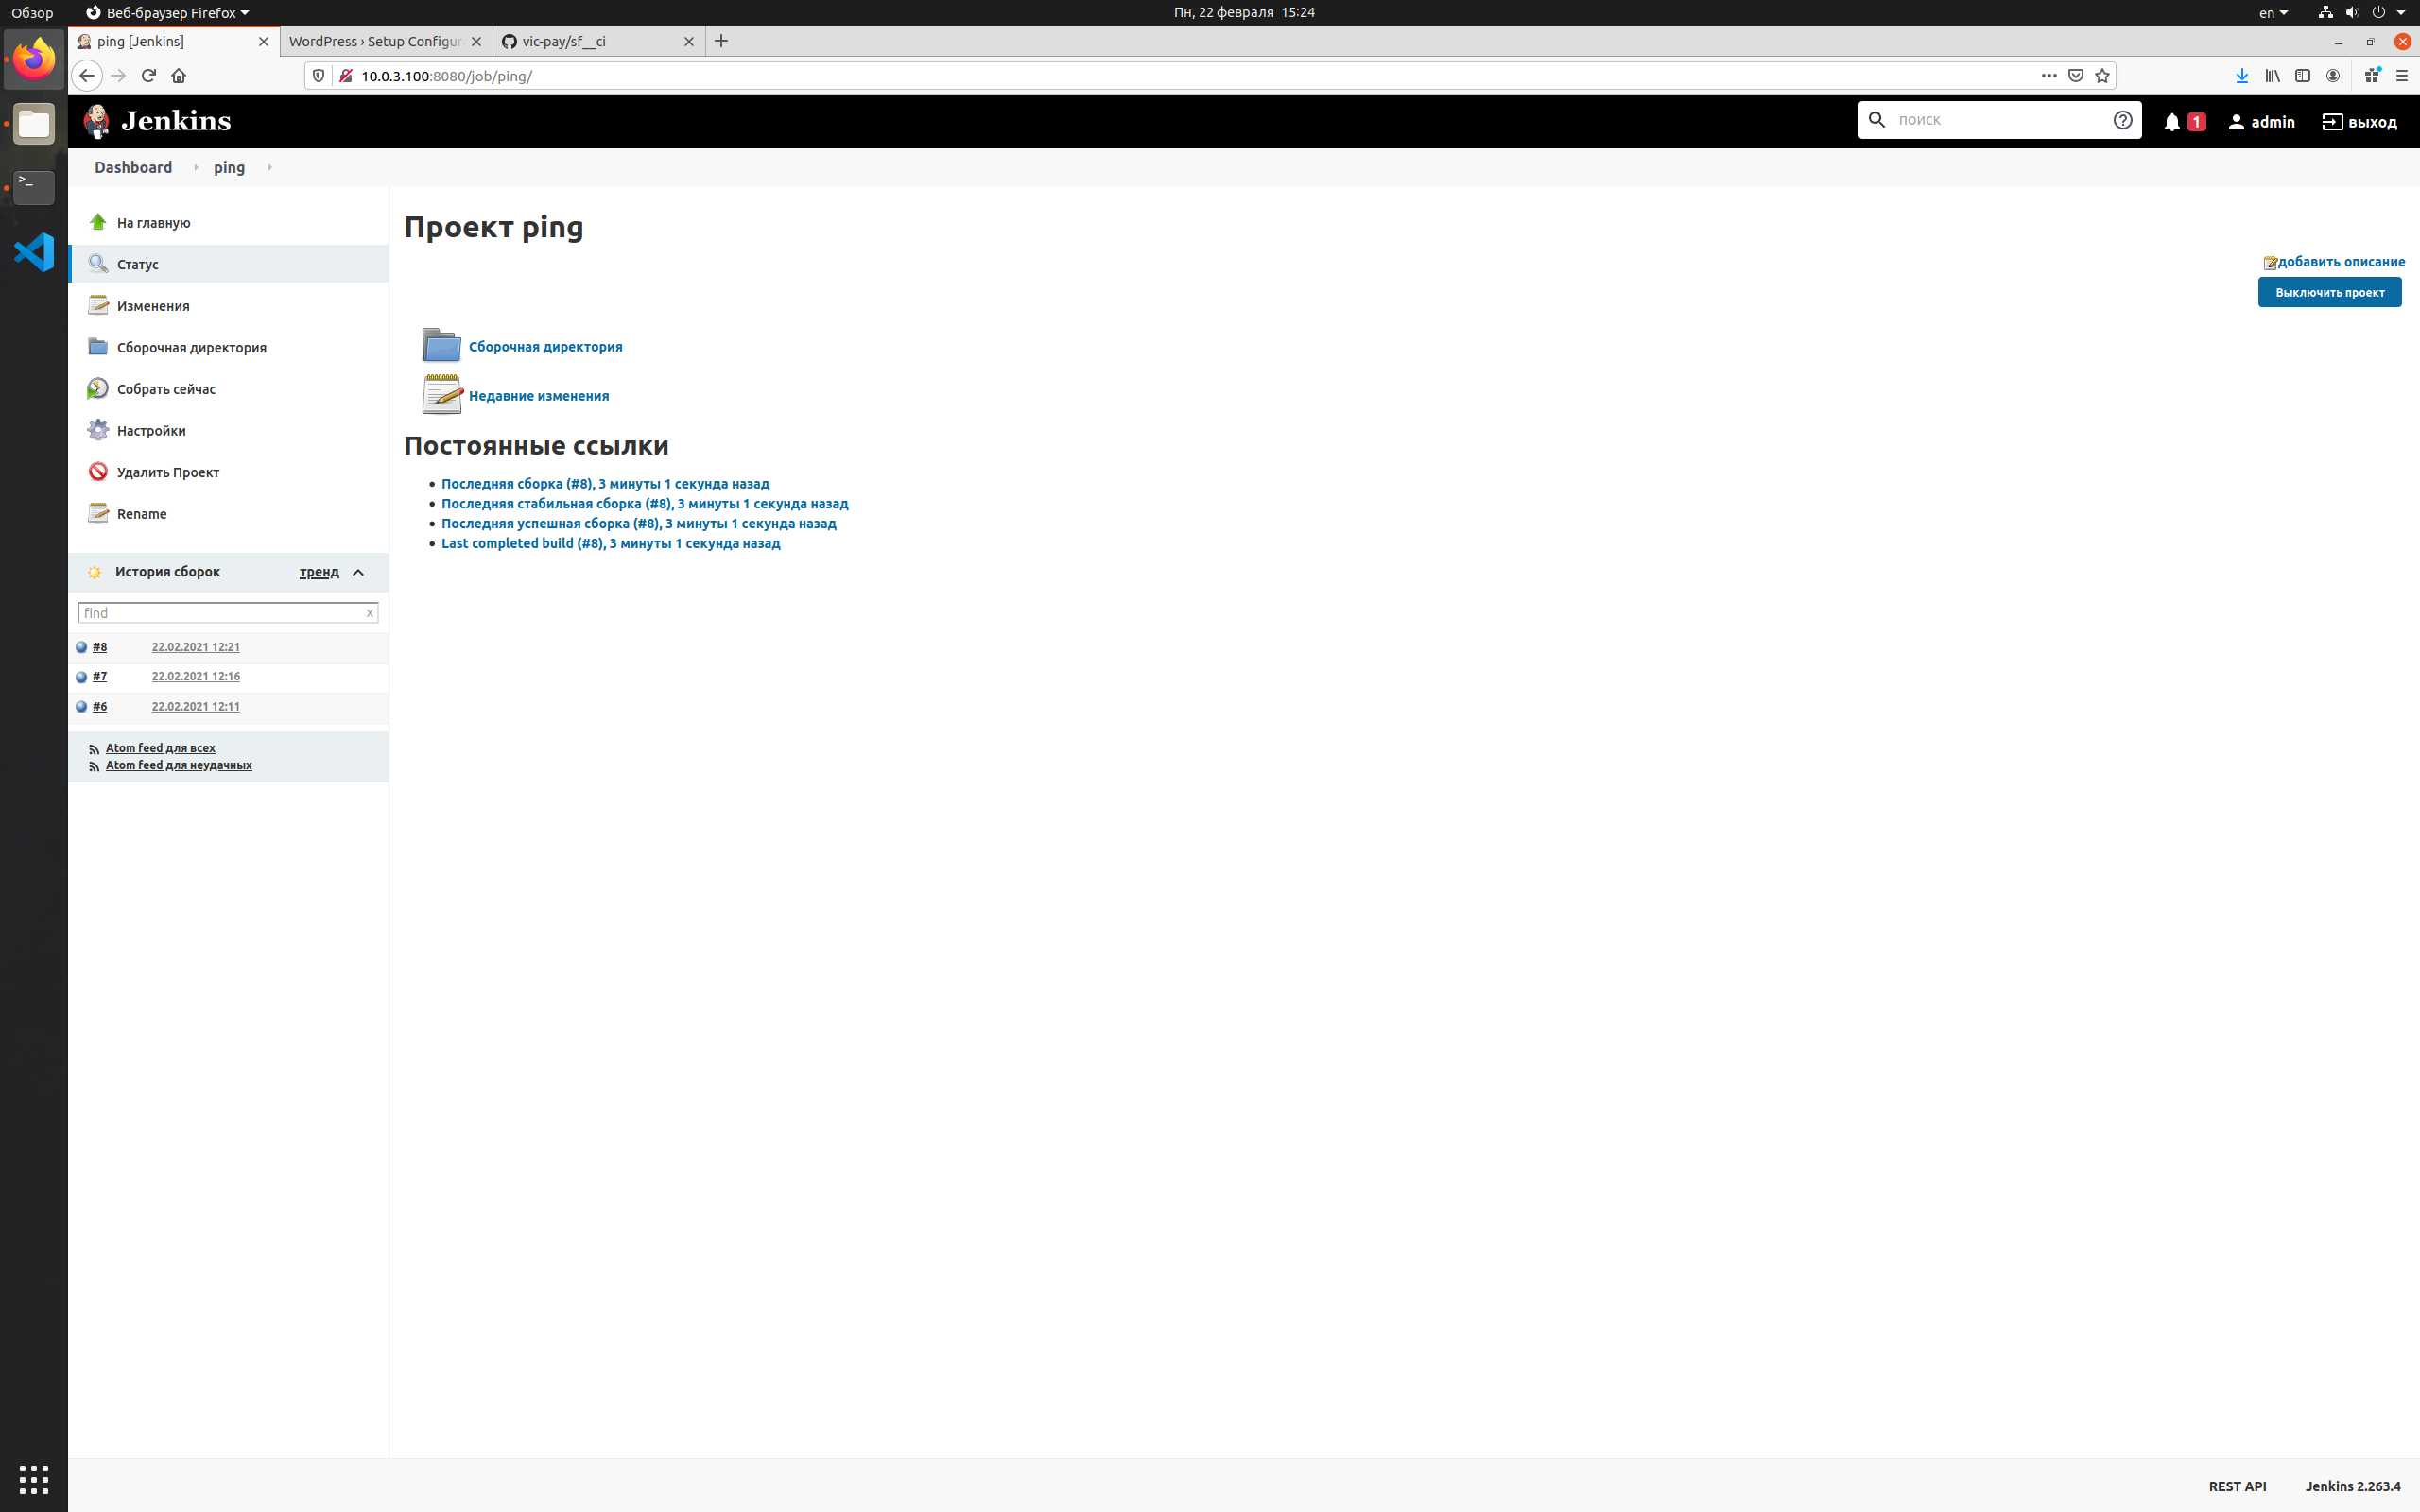 Обзор Веб-браузер Firefox Пн, 22 февраля 15:24 en
ping [Jenkins] WordPress › Setup Configur vic-pay/sf__ci
10.0.3.100:8080/job/ping/
Jenkins поиск 1 admin выход
Dashboard ping
На главную
Статус
Изменения
Сборочная директория
Собрать сейчас
Настройки
Удалить Проект
Rename
История сборок тренд
find x
#8 22.02.2021 12:21
#7 22.02.2021 12:16
#6 22.02.2021 12:11
Atom feed для всех
Atom feed для неудачных
Проект ping
добавить описание
Выключить проект
Сборочная директория
Недавние изменения
Постоянные ссылки
Последняя сборка (#8), 3 минуты 1 секунда назад
Последняя стабильная сборка (#8), 3 минуты 1 секунда назад
Последняя успешная сборка (#8), 3 минуты 1 секунда назад
Last completed build (#8), 3 минуты 1 секунда назад
REST API Jenkins 2.263.4